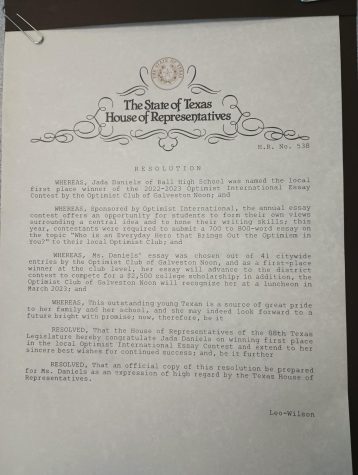 THE STATE OF TEXAS
The State of Texas
House of Representatives
H.R. No. 538
RESOLUTION
WHEREAS, Jada Daniels of Ball High School was named the local
first place winner of the 2022-2023 Optimist International Essay
Contest by the Optimist Club of Galveston Noon; and
WHEREAS, Sponsored by Optimist International, the annual essay
contest offers an opportunity for students to form their own views
surrounding a central idea and to hone their writing skills; this
year, contestants were required to submit a 700 to 800-word essay on
the topic "Who is an Everyday Hero that Brings Out the Optimism in
You?" to their local Optimist Club; and
WHEREAS, Ms. Daniels' essay was chosen out of 41 citywide
entries by the Optimist Club of Galveston Noon, and as a first-place
winner at the club level, her essay will advance to the district
contest to compete for a $2,500 college scholarship; in addition, the
Optimist Club of Galveston Noon will recognize her at a luncheon in
March 2023; and
WHEREAS, This outstanding young Texan is a source of great pride
to her family and her school, and she may indeed look forward to a
future bright with promise; now, therefore, be it
RESOLVED, That the House of Representatives of the 88th Texas
Legislature hereby congratulate Jada Daniels on winning first place
in the local Optimist International Essay Contest and extend to her
sincere best wishes for continued success; and, be it further
RESOLVED, That an official copy of this resolution be prepared
for Ms. Daniels as an expression of high regard by the Texas House of
Representatives.
Leo-Wilson